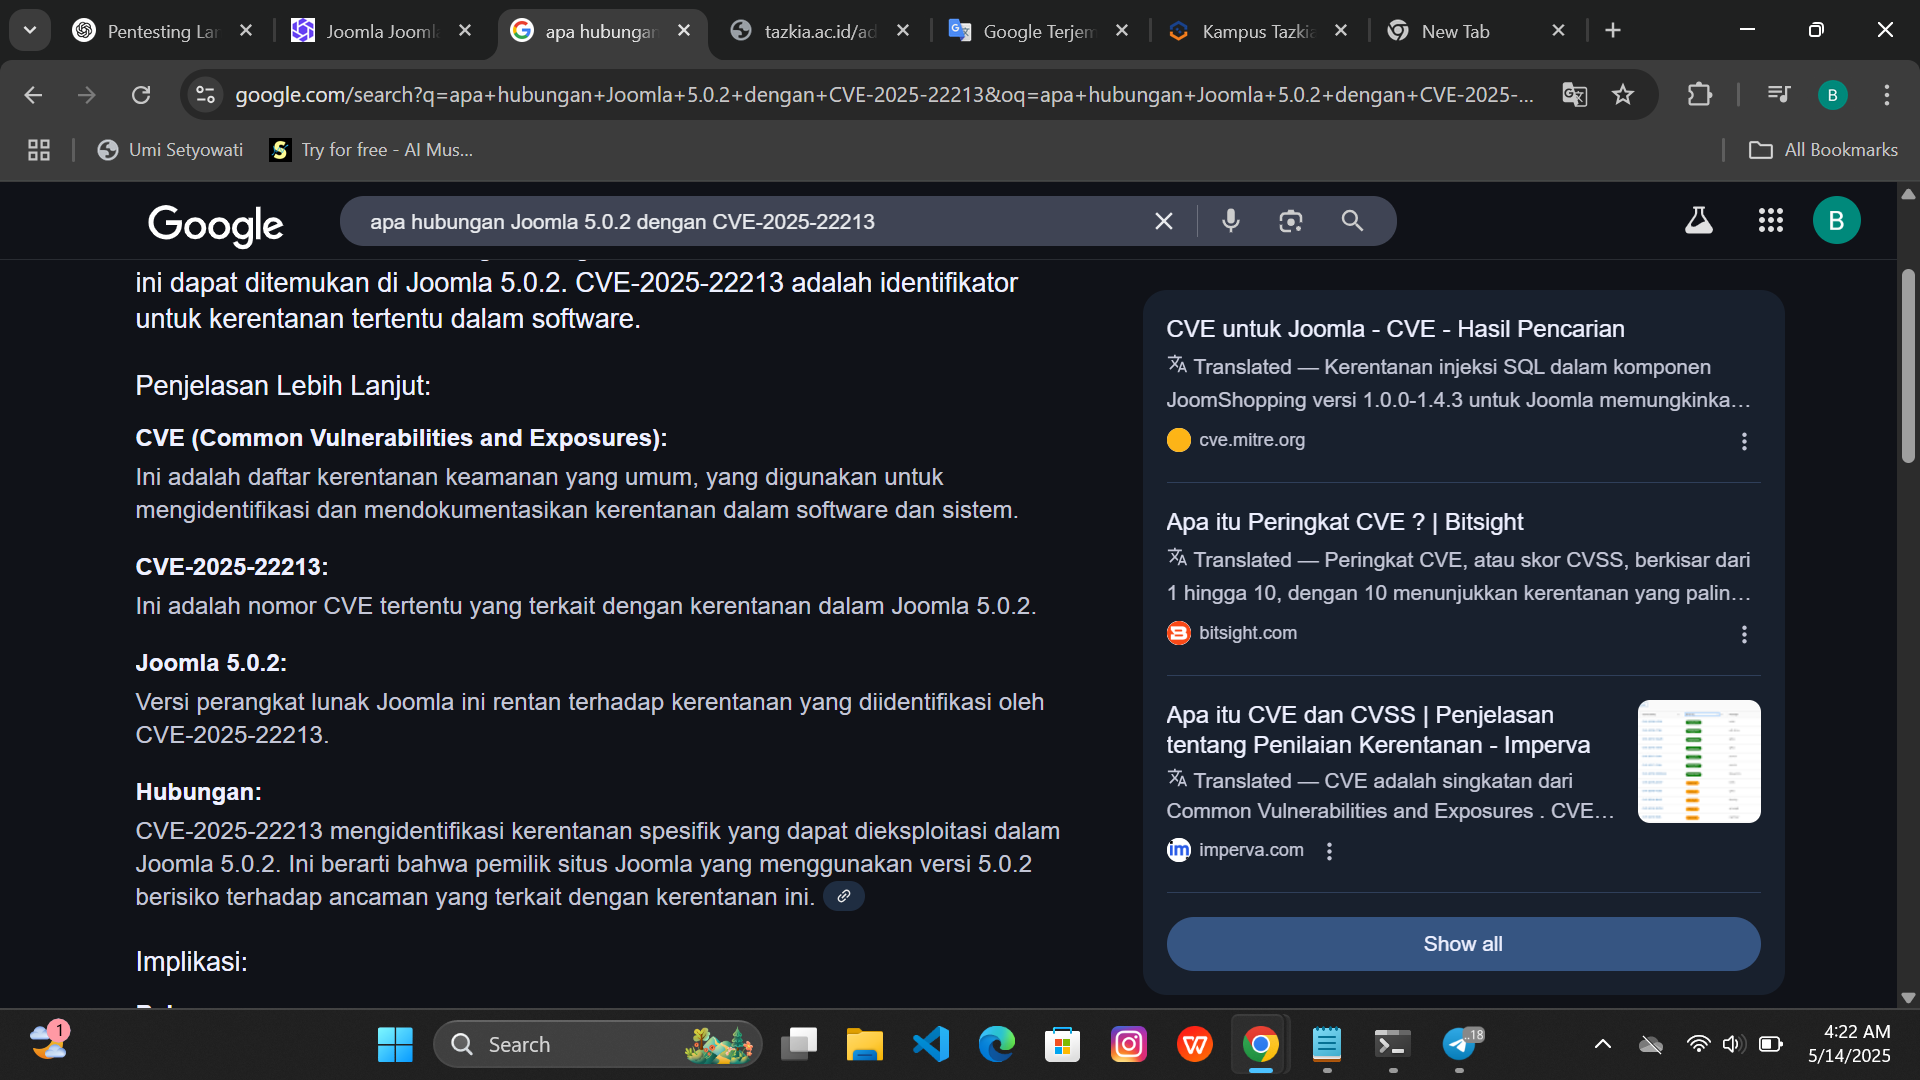 Pentesting Lar
Joomla Jooml
apa hubungan
tazkia.ac.id/ad
Google Terjem
Kampus Tazki
New Tab
google.com/search?q=apa+hubungan+Joomla+5.0.2+dengan+CVE-2025-22213&oq=apa+hubungan+Joomla+5.0.2+dengan+CVE-2025-...
B
Umi Setyowati
Try for free - AI Mus...
All Bookmarks
Google
apa hubungan Joomla 5.0.2 dengan CVE-2025-22213
B
ini dapat ditemukan di Joomla 5.0.2. CVE-2025-22213 adalah identifikator
untuk kerentanan tertentu dalam software.
Penjelasan Lebih Lanjut:
CVE (Common Vulnerabilities and Exposures):
Ini adalah daftar kerentanan keamanan yang umum, yang digunakan untuk
mengidentifikasi dan mendokumentasikan kerentanan dalam software dan sistem.
CVE-2025-22213:
Ini adalah nomor CVE tertentu yang terkait dengan kerentanan dalam Joomla 5.0.2.
Joomla 5.0.2:
Versi perangkat lunak Joomla ini rentan terhadap kerentanan yang diidentifikasi oleh
CVE-2025-22213.
Hubungan:
CVE-2025-22213 mengidentifikasi kerentanan spesifik yang dapat dieksploitasi dalam
Joomla 5.0.2. Ini berarti bahwa pemilik situs Joomla yang menggunakan versi 5.0.2
berisiko terhadap ancaman yang terkait dengan kerentanan ini.
Implikasi:
CVE untuk Joomla - CVE - Hasil Pencarian
Translated — Kerentanan injeksi SQL dalam komponen
JoomShopping versi 1.0.0-1.4.3 untuk Joomla memungkinka...
cve.mitre.org
Apa itu Peringkat CVE ? | Bitsight
Translated — Peringkat CVE, atau skor CVSS, berkisar dari
1 hingga 10, dengan 10 menunjukkan kerentanan yang palin...
bitsight.com
Apa itu CVE dan CVSS | Penjelasan
tentang Penilaian Kerentanan - Imperva
Translated — CVE adalah singkatan dari
Common Vulnerabilities and Exposures . CVE...
im
imperva.com
Show all
1
Search
18
4:22 AM
5/14/2025